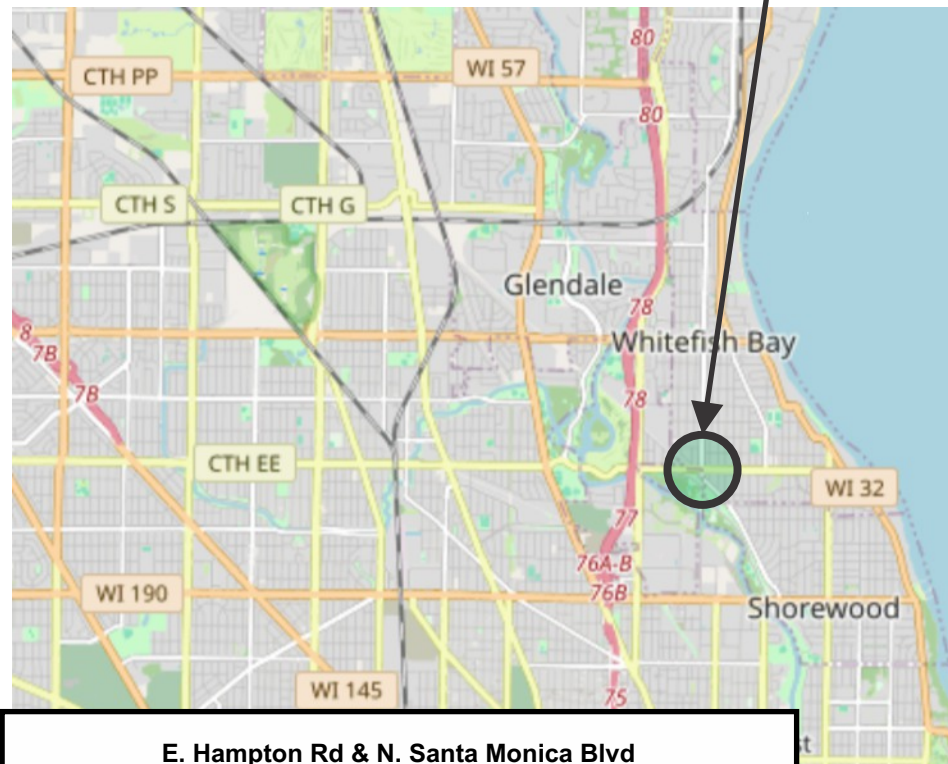 80
WI 57
CTH PP
80
CTH S
CTH G
Glendale
78
8
Whitefish Bay
7B
7B
78
CTH EE
WI 32
77
76A-B
WI 190
76B
Shorewood
WI 145
75
st
E. Hampton Rd & N. Santa Monica Blvd